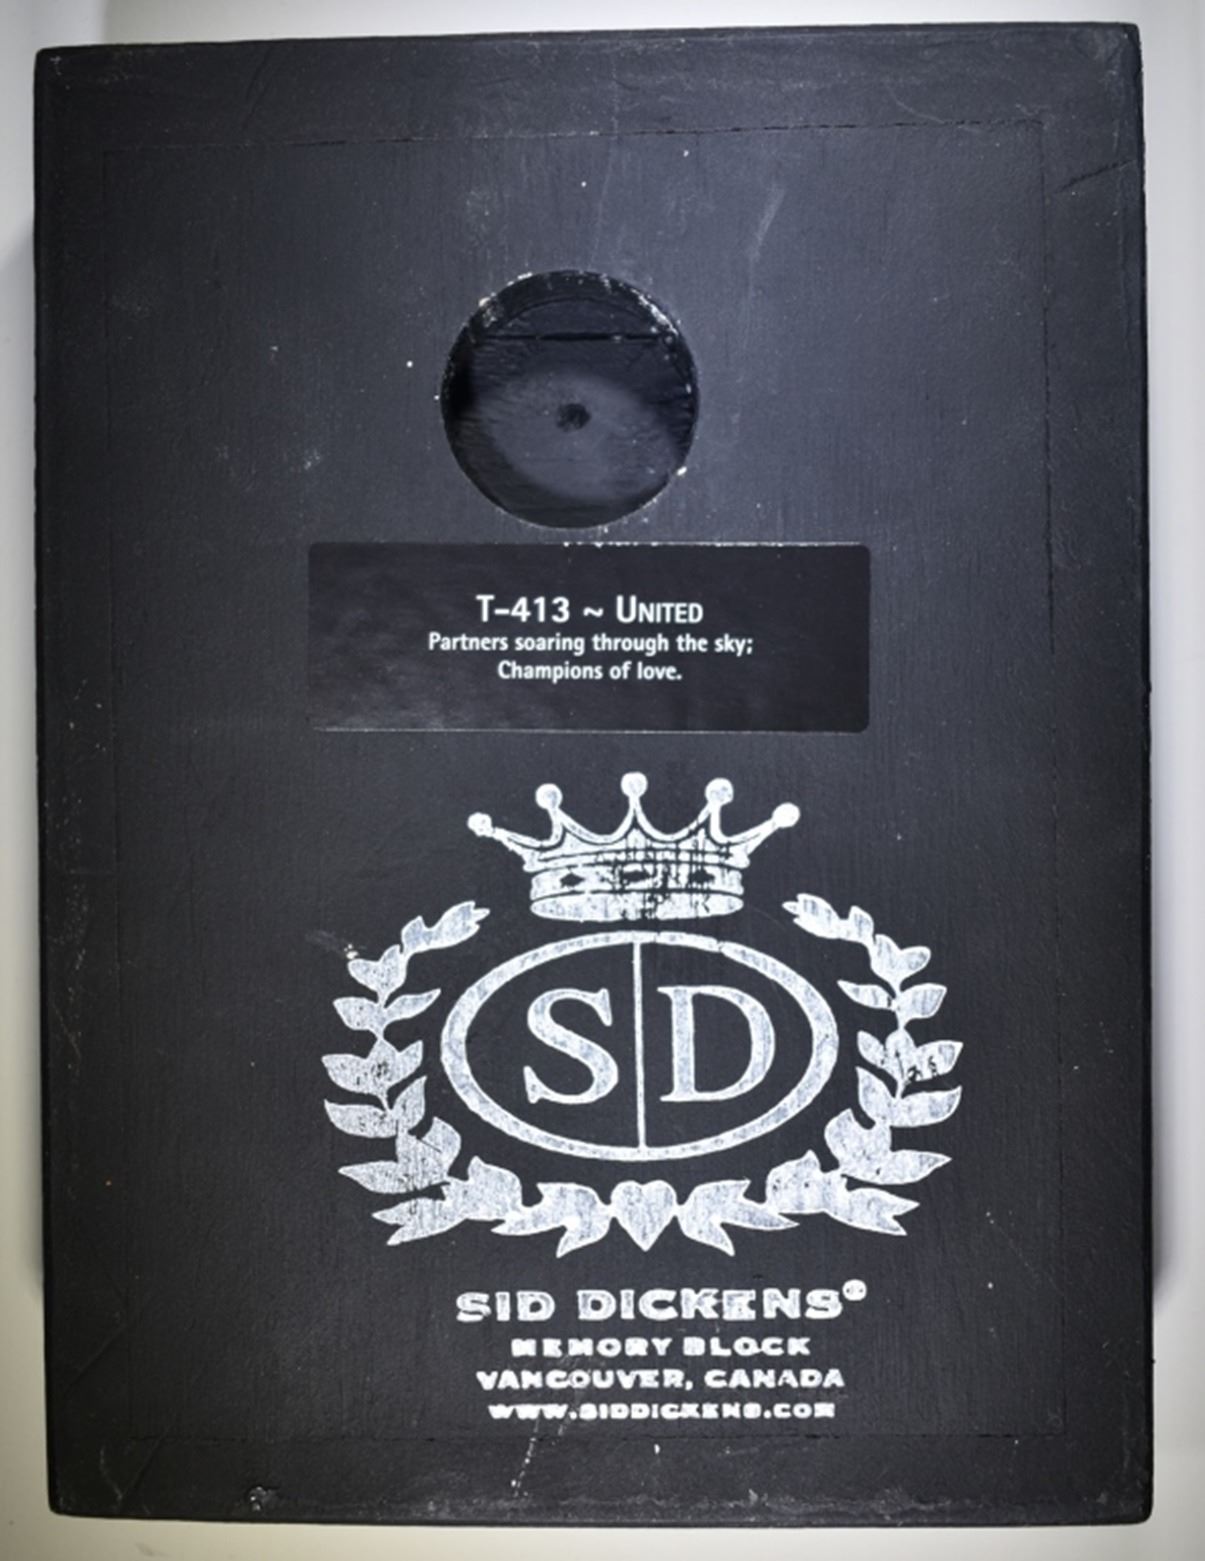 T-413 ~ UNITED
Partners soaring through the sky;
Champions of love.
S D
SID DICKENS®
MEMORY BLOCK
VANCOUVER, CANADA
WWW.SIDDICKENS.COM